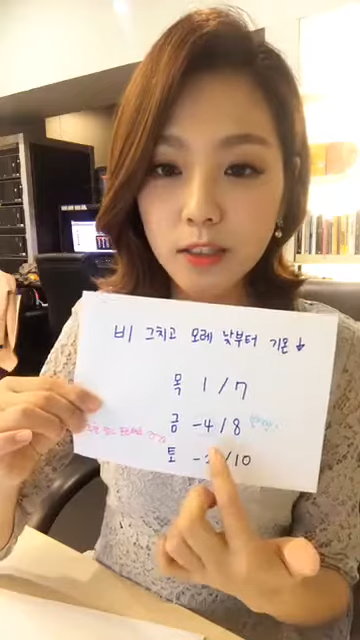 비 그치고 모레 낮부터 기온↓
목 1/7
금 -4/8
토 - /10